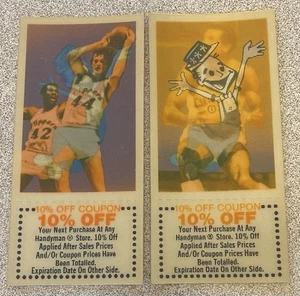 44
42
10% OFF COUPON
10% OFF
Your Next Purchase At Any
Handyman ® Store. 10% Off
Applied After Sales Prices
And/Or Coupon Prices Have
Been Totalled.
Expiration Date On Other Side.
10% OFF COUPON
10% OFF
Your Next Purchase At Any
Handyman ® Store. 10% Off
Applied After Sales Prices
And/Or Coupon Prices Have
Been Totalled.
Expiration Date On Other Side.